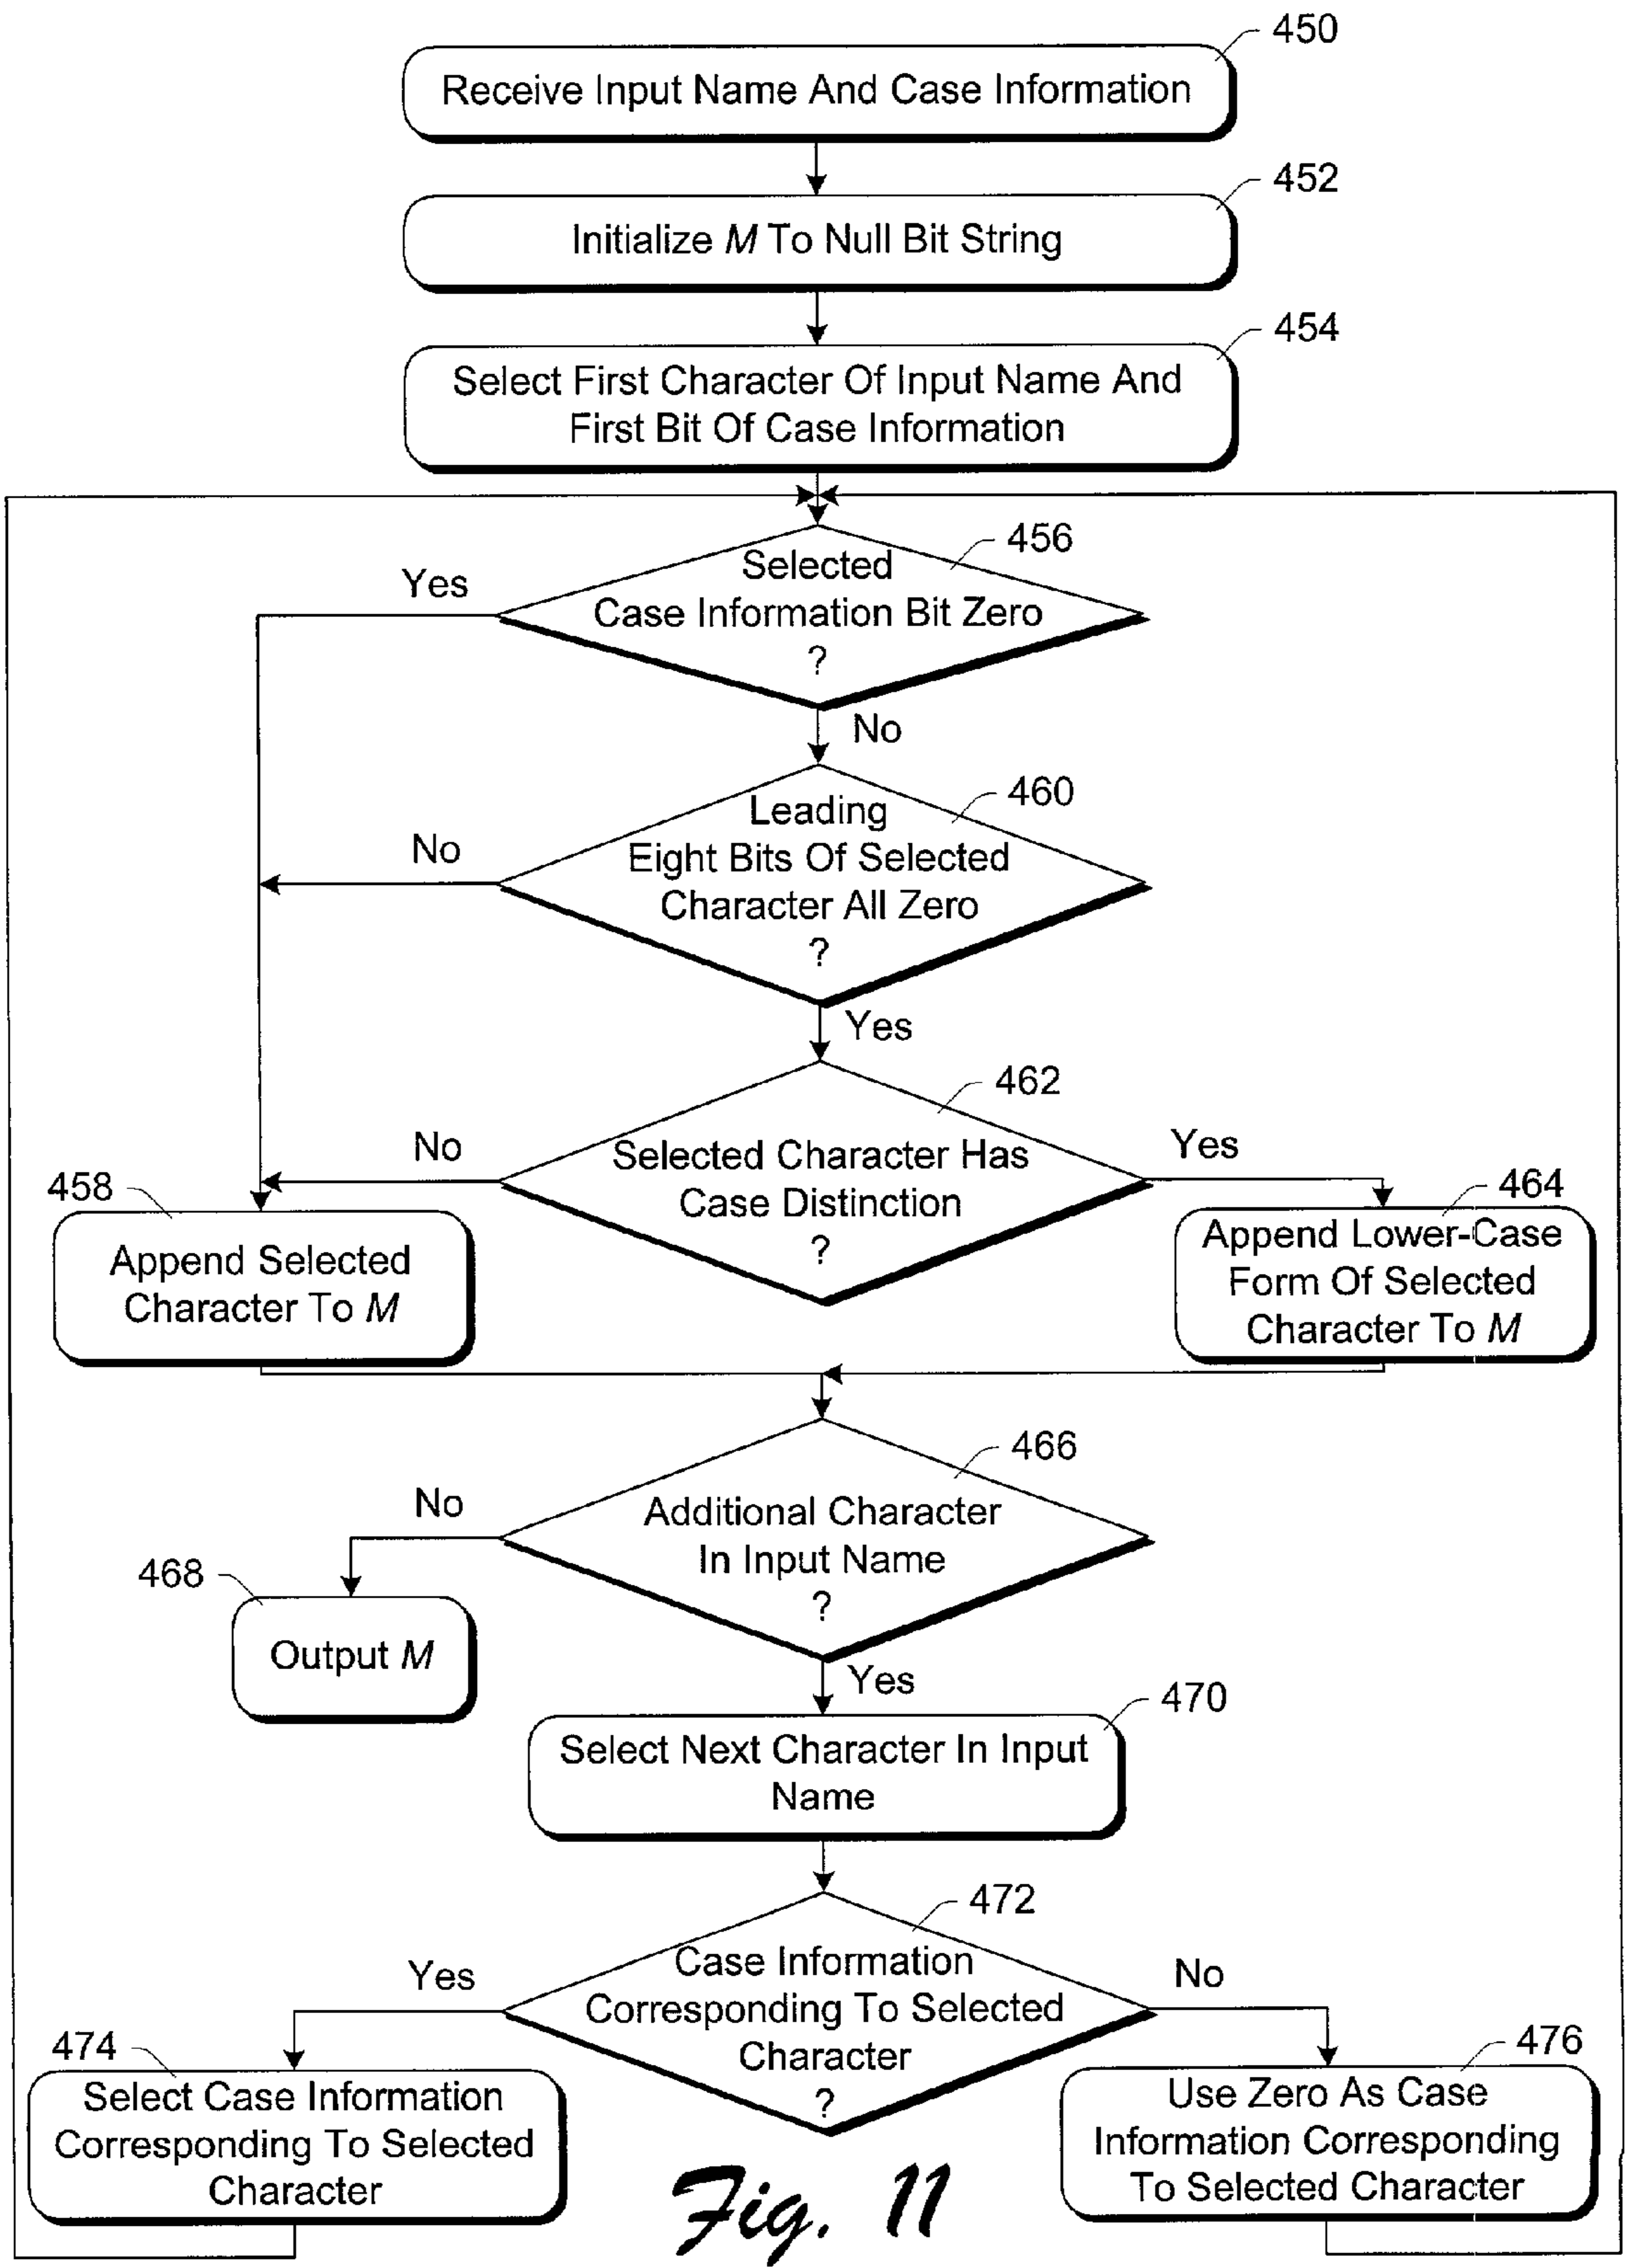 450
Receive Input Name And Case Information
452
Initialize M To Null Bit String
454
Select First Character Of Input Name And
First Bit Of Case Information
456
Selected
Case Information Bit Zero
?
Yes
No
460
Leading
Eight Bits Of Selected
Character All Zero
?
No
Yes
462
Selected Character Has
Case Distinction
?
No
Yes
458
Append Selected
Character To M
464
Append Lower-Case
Form Of Selected
Character To M
466
Additional Character
In Input Name
?
No
468
Output M
Yes
470
Select Next Character In Input
Name
472
Case Information
Corresponding To Selected
Character
?
Yes
No
474
Select Case Information
Corresponding To Selected
Character
476
Use Zero As Case
Information Corresponding
To Selected Character
Fig. 11